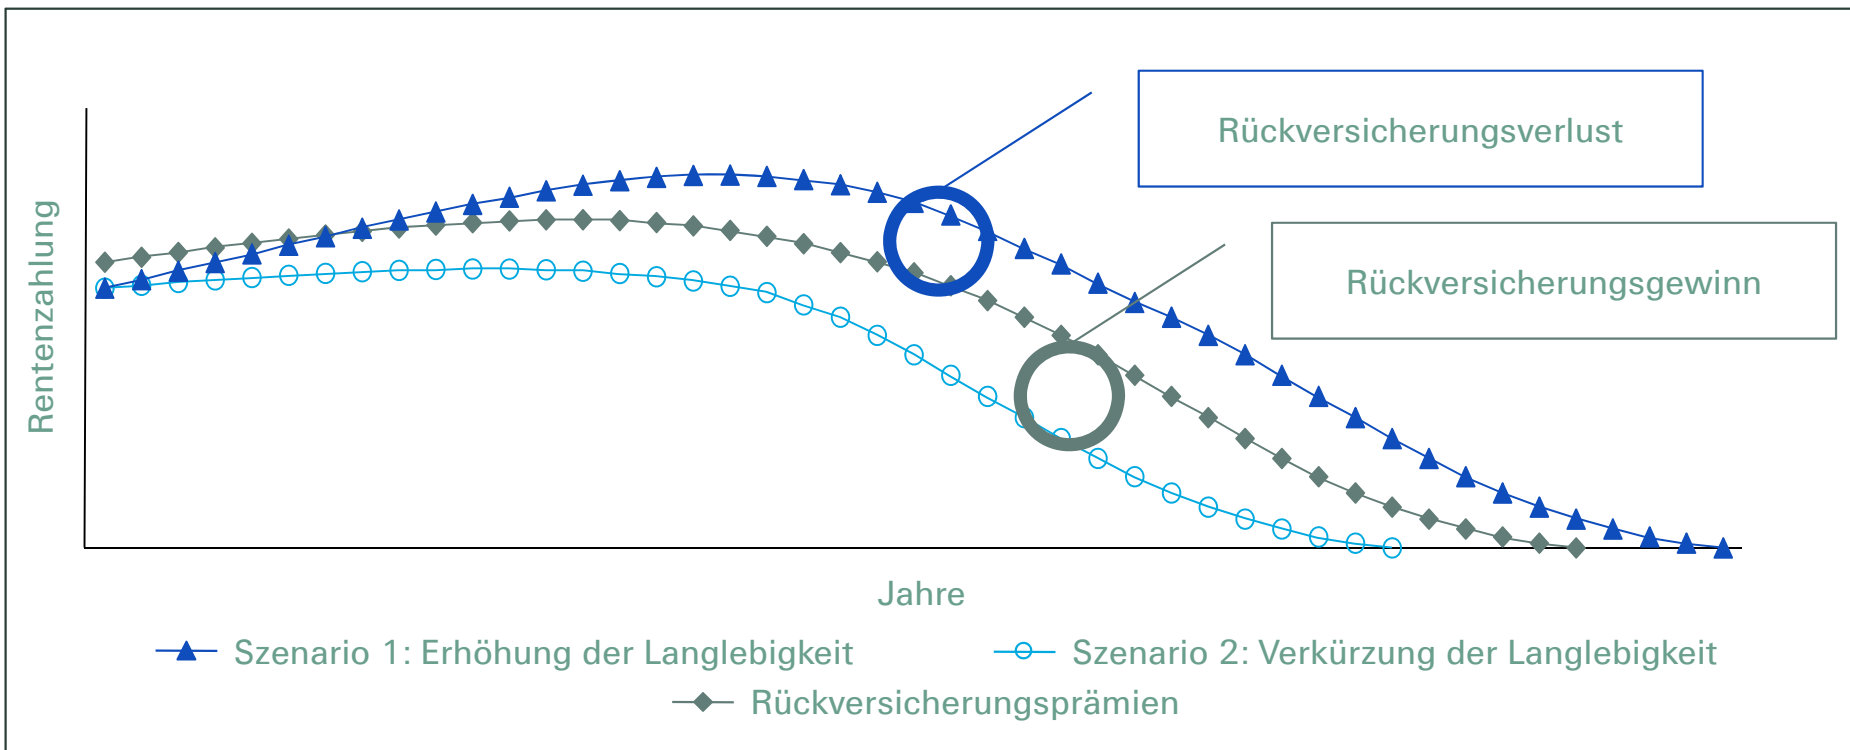 Rückversicherungsverlust
Rückversicherungsgewinn
Rentenzahlung
Jahre
Szenario 1: Erhöhung der Langlebigkeit
Szenario 2: Verkürzung der Langlebigkeit
Rückversicherungsprämien